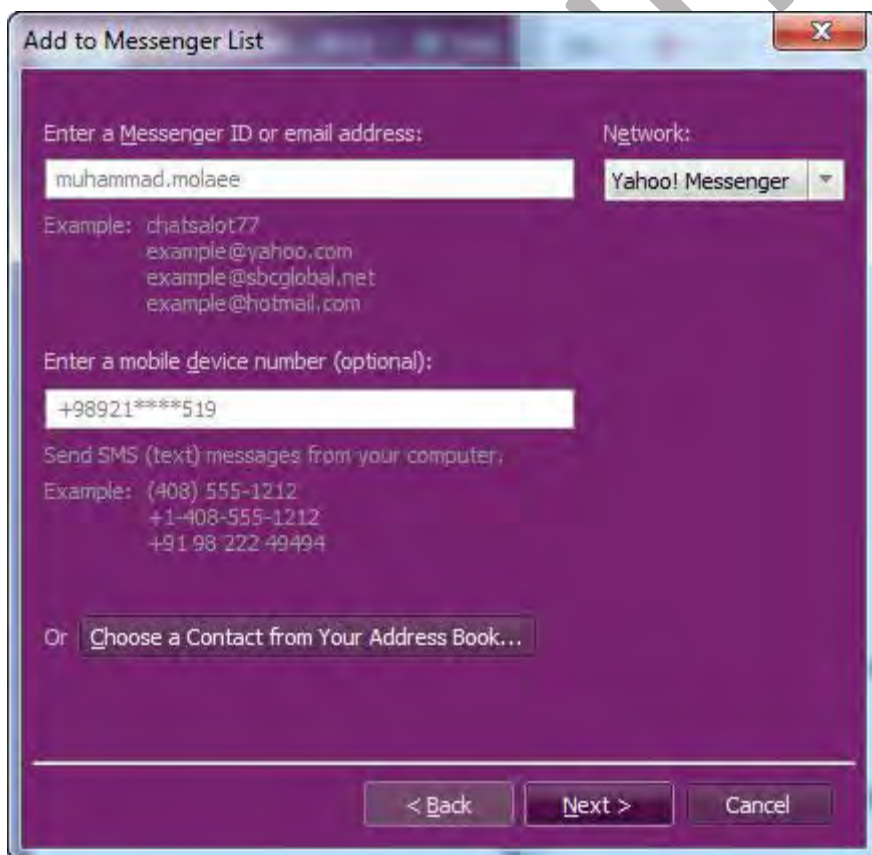 Add to Messenger List
Enter a Messenger ID or email address:
Network:
muhammad.molaee
Yahoo! Messenger
Example: chatsalot77
example@yahoo.com
example@sbcglobal.net
example@hotmail.com
Enter a mobile device number (optional):
+98921****519
Send SMS (text) messages from your computer.
Example: (408) 555-1212
+1-408-555-1212
+91 98 222 49494
Or Choose a Contact from Your Address Book...
< Back Next > Cancel